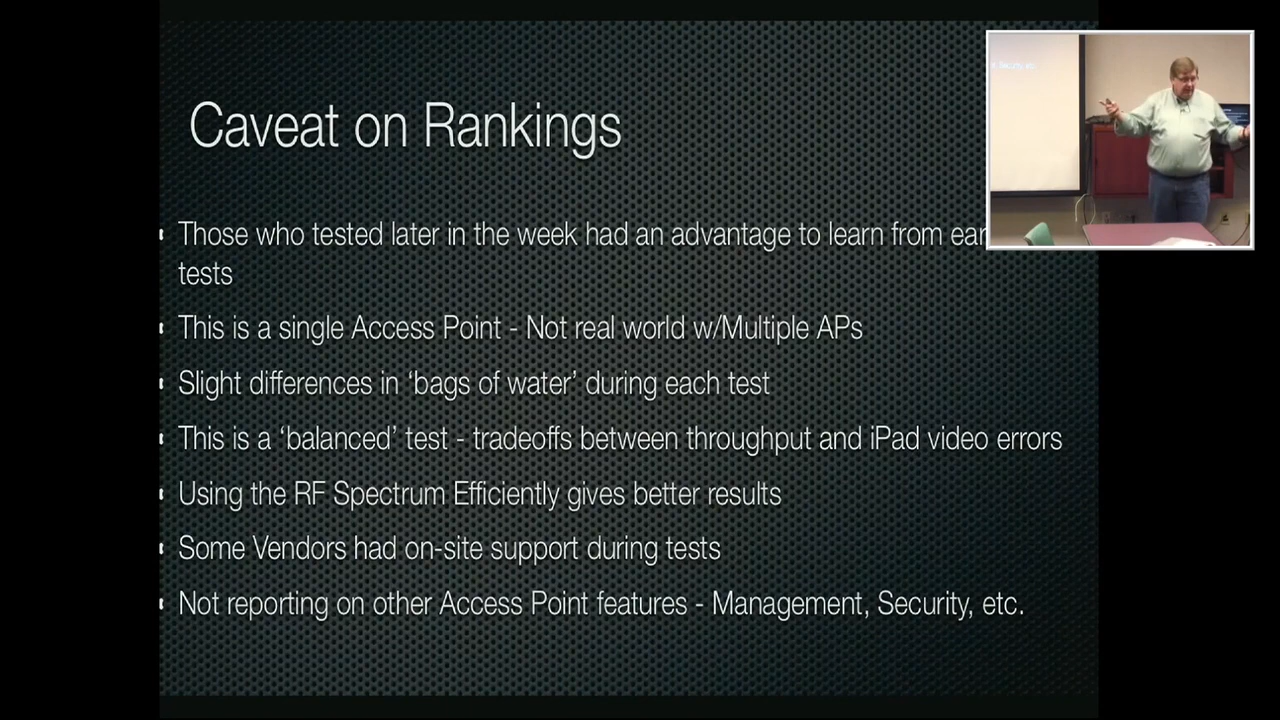 Caveat on Rankings
Those who tested later in the week had an advantage to learn from
tests
This is a single Access Point - Not real world w/Multiple APs
Slight differences in ‘bags of water’ during each test
This is a ‘balanced’ test - tradeoffs between throughput and iPad video errors
Using the RF Spectrum Efficiently gives better results
Some Vendors had on-site support during tests
Not reporting on other Access Point features - Management, Security, etc.